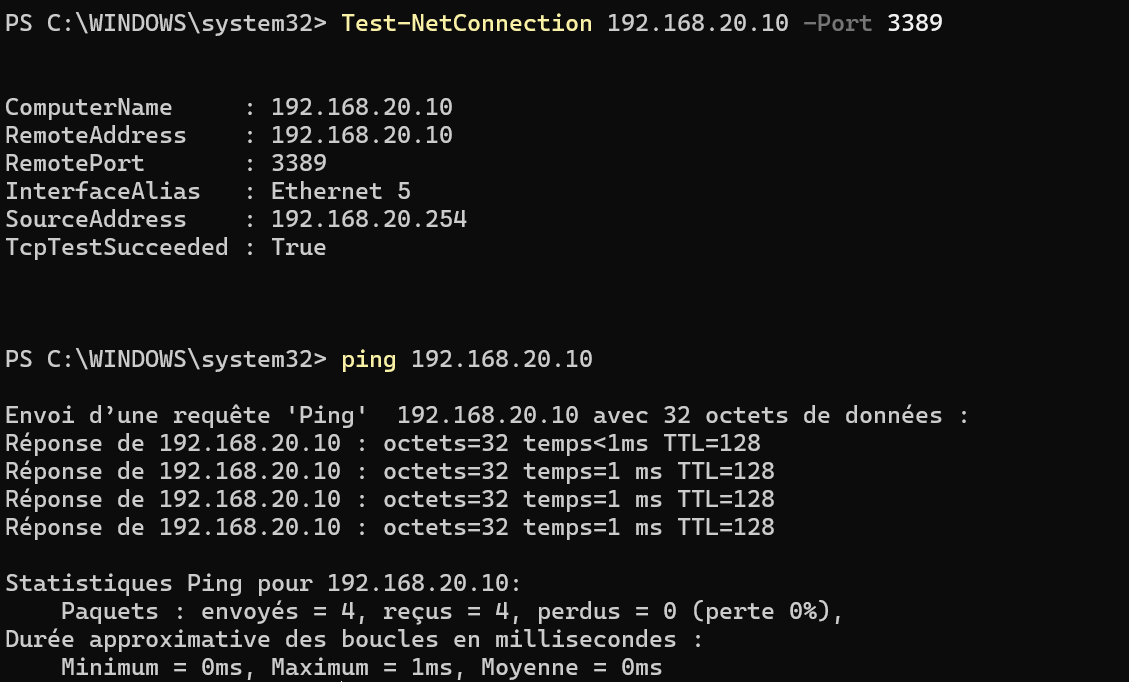 PS C:\WINDOWS\system32> Test-NetConnection 192.168.20.10 -Port 3389
ComputerName     : 192.168.20.10
RemoteAddress    : 192.168.20.10
RemotePort       : 3389
InterfaceAlias   : Ethernet 5
SourceAddress    : 192.168.20.254
TcpTestSucceeded : True
PS C:\WINDOWS\system32> ping 192.168.20.10
Envoi d’une requête 'Ping'  192.168.20.10 avec 32 octets de données :
Réponse de 192.168.20.10 : octets=32 temps<1ms TTL=128
Réponse de 192.168.20.10 : octets=32 temps=1 ms TTL=128
Réponse de 192.168.20.10 : octets=32 temps=1 ms TTL=128
Réponse de 192.168.20.10 : octets=32 temps=1 ms TTL=128
Statistiques Ping pour 192.168.20.10:
    Paquets : envoyés = 4, reçus = 4, perdus = 0 (perte 0%),
Durée approximative des boucles en millisecondes :
    Minimum = 0ms, Maximum = 1ms, Moyenne = 0ms